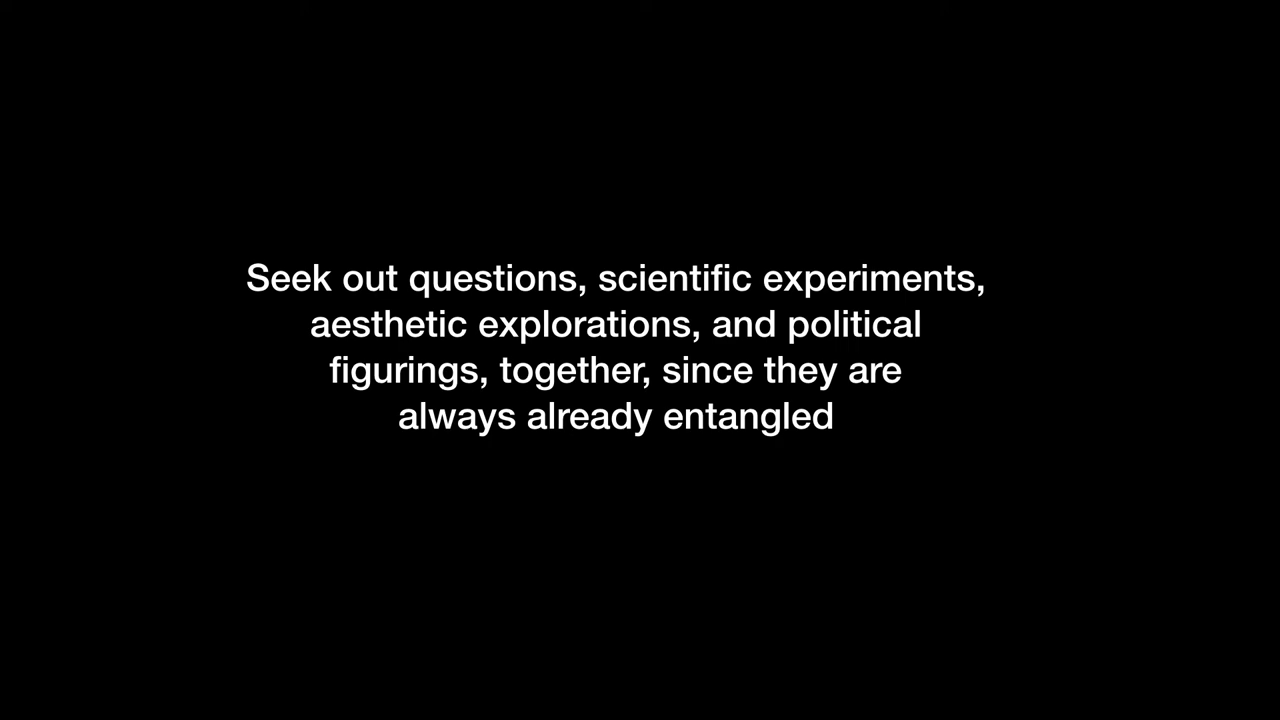 Seek out questions, scientific experiments,
aesthetic explorations, and political
figurings, together, since they are
always already entangled